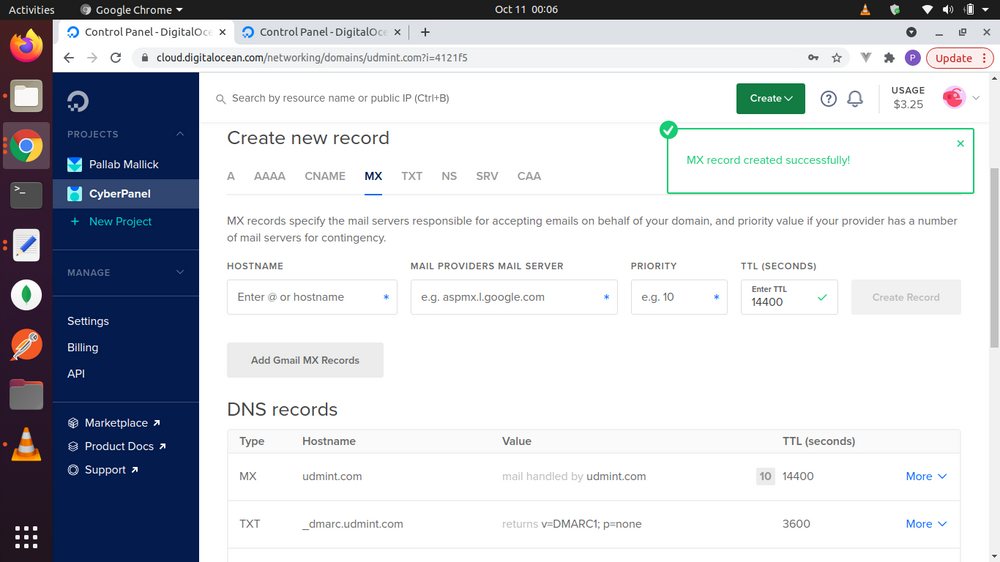 Activities
Google Chrome
Oct 11 00:06
Control Panel - DigitalOce
Control Panel - DigitalOce
cloud.digitalocean.com/networking/domains/udmint.com?i=4121f5
P
Update
Search by resource name or public IP (Ctrl+B)
Create
USAGE
$3.25
PROJECTS
Pallab Mallick
CyberPanel
+ New Project
MANAGE
Settings
Billing
API
Marketplace
Product Docs
Support
MX record created successfully!
Create new record
A AAAA CNAME MX TXT NS SRV CAA
MX records specify the mail servers responsible for accepting emails on behalf of your domain, and priority value if your provider has a number
of mail servers for contingency.
HOSTNAME MAIL PROVIDERS MAIL SERVER PRIORITY TTL (SECONDS)
Enter @ or hostname *
e.g. aspmx.l.google.com *
e.g. 10 *
Enter TTL
14400
Create Record
Add Gmail MX Records
DNS records
Type Hostname Value TTL (seconds)
MX udmint.com mail handled by udmint.com 10 14400 More
TXT _dmarc.udmint.com returns v=DMARC1; p=none 3600 More